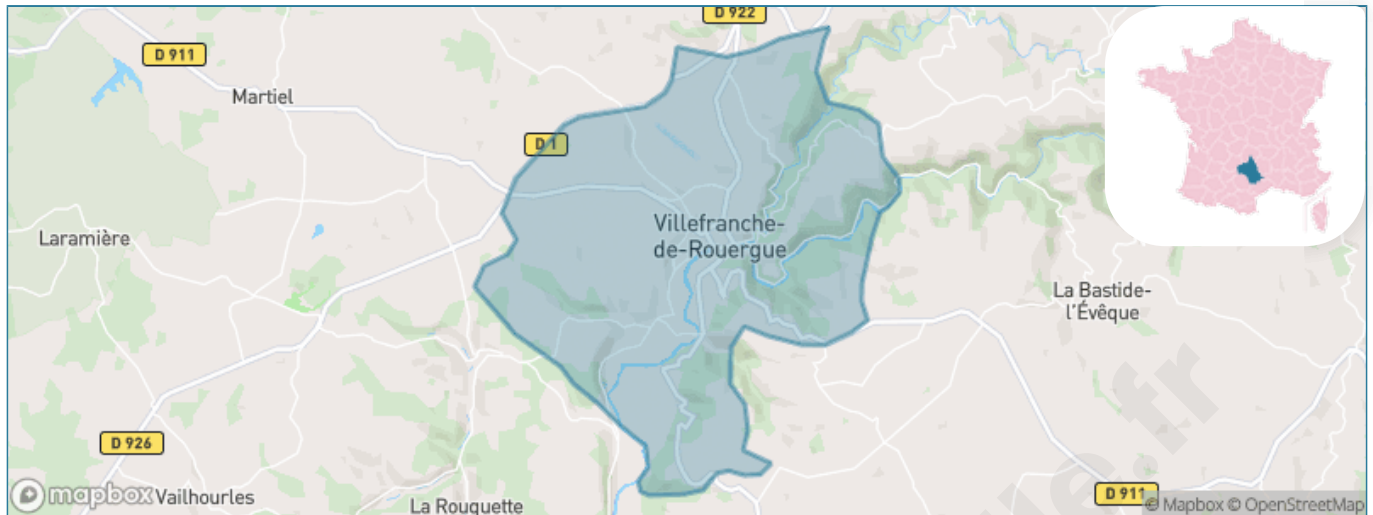 D 922
D 911
Martiel
D 1
Villefranche-
de-Rouergue
Laramière
La Bastide-
l'Évêque
D 926
mapbox
Vailhourles
La Rouquette
D 911
© Mapbox © OpenStreetMap